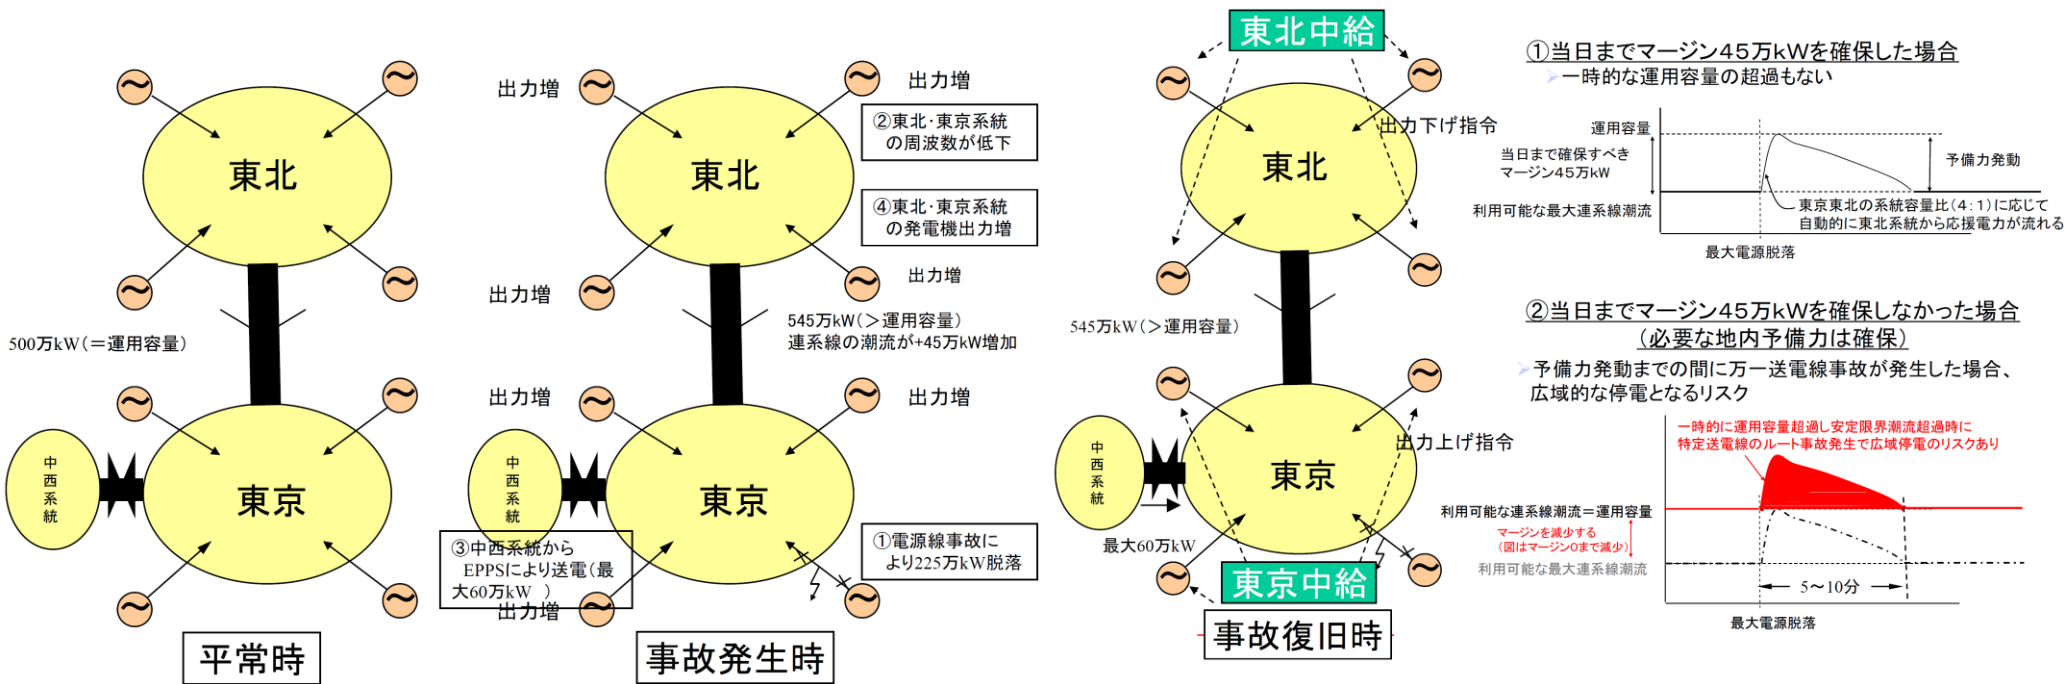 東北
500万kW(＝運用容量)
中西系統
東京
平常時
出力増
出力増
②東北･東京系統
の周波数が低下
東北
④東北･東京系統
の発電機出力増
出力増
出力増
545万kW(＞運用容量)
連系線の潮流が+45万kW増加
出力増
出力増
中西系統
東京
③中西系統から
EPPSにより送電(最
大60万kW )
出力増
①電源線事故に
より225万kW脱落
事故発生時
東北中給
出力下げ指令
東北
545万kW(＞運用容量)
出力上げ指令
中西系統
東京
最大60万kW
東京中給
事故復旧時
①当日までマージン45万kWを確保した場合
一時的な運用容量の超過もない
運用容量
当日まで確保すべき
マージン45万kW
予備力発動
利用可能な最大連系線潮流
東京東北の系統容量比(4：1)に応じて
自動的に東北系統から応援電力が流れる
最大電源脱落
②当日までマージン45万kWを確保しなかった場合
(必要な地内予備力は確保)
予備力発動までの間に万一送電線事故が発生した場合、
広域的な停電となるリスク
一時的に運用容量超過し安定限界潮流超過時に
特定送電線のルート事故発生で広域停電のリスクあり
利用可能な連系線潮流＝運用容量
マージンを減少する
(図はマージン0まで減少)
利用可能な最大連系線潮流
5～10分
最大電源脱落